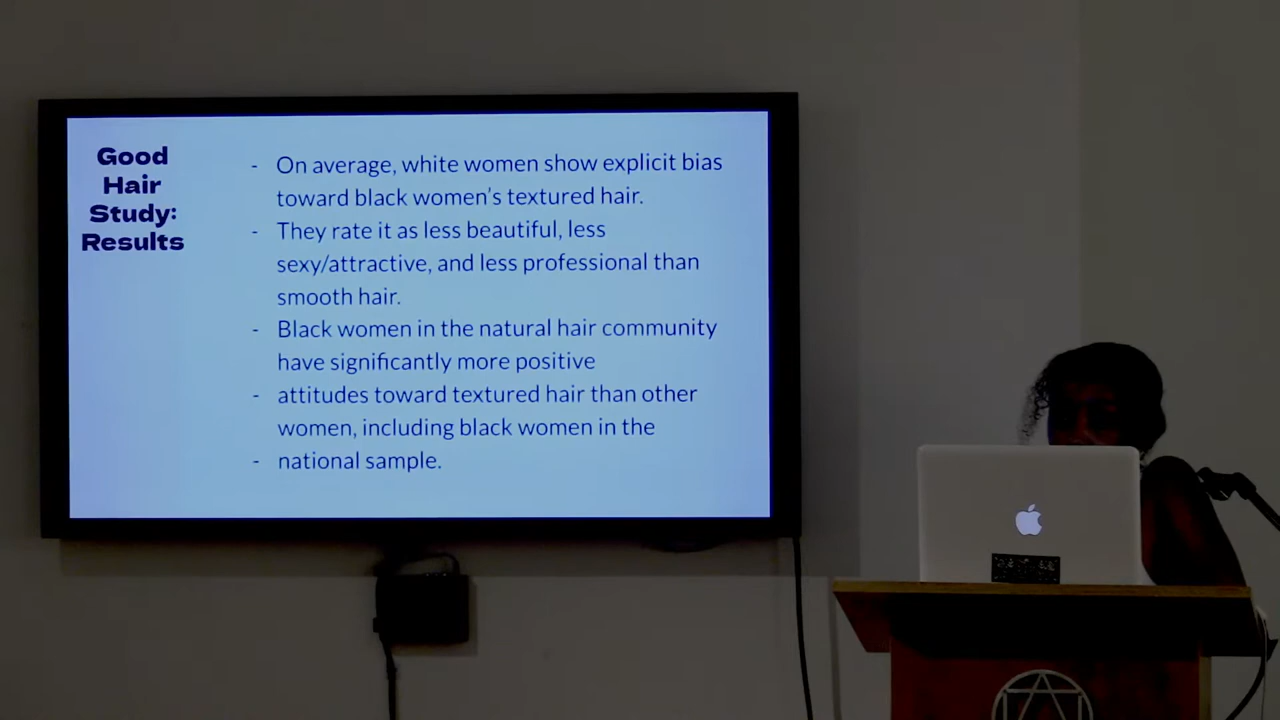 Good
Hair
Study:
Results
- On average, white women show explicit bias
toward black women's textured hair.
- They rate it as less beautiful, less
sexy/attractive, and less professional than
smooth hair.
- Black women in the natural hair community
have significantly more positive
- attitudes toward textured hair than other
women, including black women in the
- national sample.